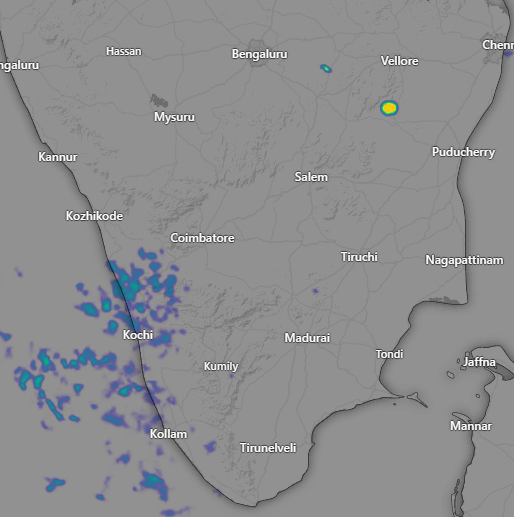 Hassan
Bengaluru
Chenn
ngaluru
Vellore
Mysuru
Kannur
Puducherry
Salem
Kozhikode
Coimbatore
Tiruchi
Nagapattinam
Kochi
Madurai
Tondi
Kumily
Jaffna
Mannar
Kollam
Tirunelveli